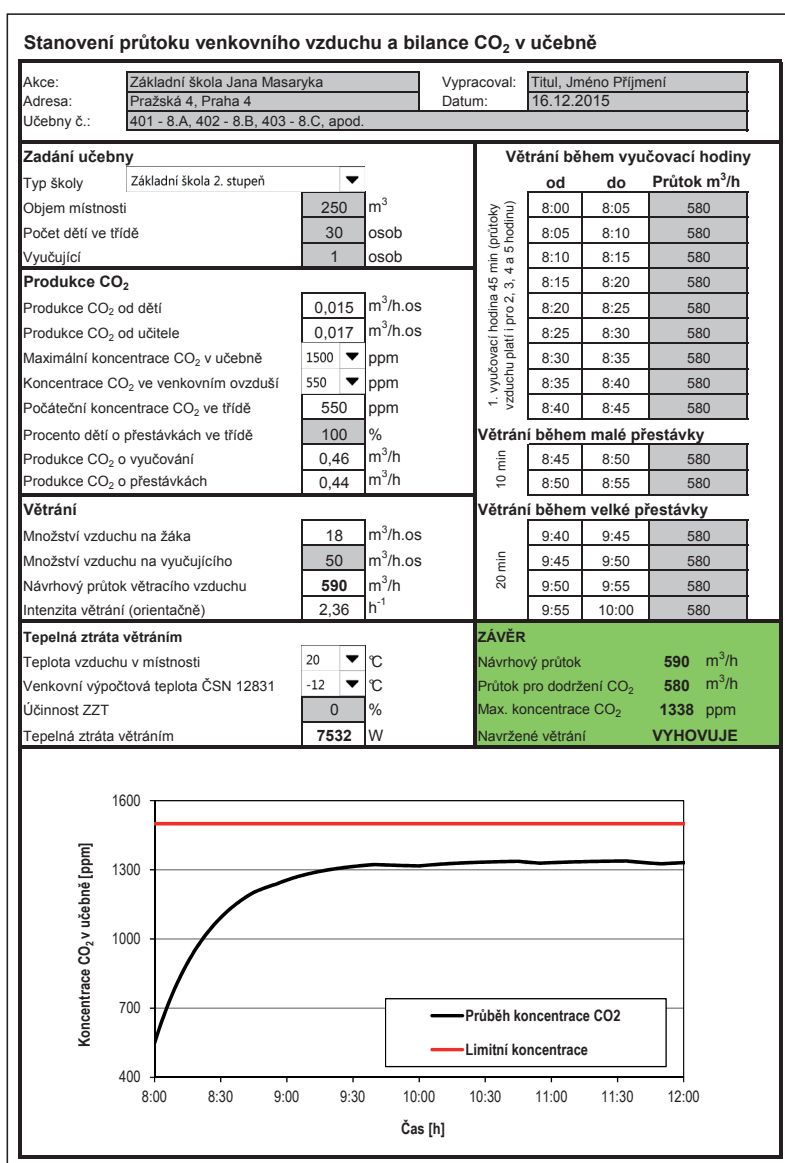 Stanovení průtoku venkovního vzduchu a bilance CO2 v učebně
Akce: Základní škola Jana Masaryka Vypracoval: Titul, Jméno Příjmení
Adresa: Pražská 4, Praha 4 Datum: 16.12.2015
Učebny č.: 401 - 8.A, 402 - 8.B, 403 - 8.C, apod.
Zadání učebny
Typ školy Základní škola 2. stupeň
Objem místnosti 250 m3
Počet dětí ve třídě 30 osob
Vyučující 1 osob
Produkce CO2
Produkce CO2 od dětí 0,015 m3/h.os
Produkce CO2 od učitele 0,017 m3/h.os
Maximální koncentrace CO2 v učebně 1500 ppm
Koncentrace CO2 ve venkovním ovzduší 550 ppm
Počáteční koncentrace CO2 ve třídě 550 ppm
Procento dětí o přestávkách ve třídě 100 %
Produkce CO2 o vyučování 0,46 m3/h
Produkce CO2 o přestávkách 0,44 m3/h
Větrání
Množství vzduchu na žáka 18 m3/h.os
Množství vzduchu na vyučujícího 50 m3/h.os
Návrhový průtok větracího vzduchu 590 m3/h
Intenzita větrání (orientačně) 2,36 h-1
Tepelná ztráta větráním
Teplota vzduchu v místnosti 20 °C
Venkovní výpočtová teplota ČSN 12831 -12 °C
Účinnost ZZT 0 %
Tepelná ztráta větráním 7532 W
Větrání během vyučovací hodiny
od do Průtok m3/h
1. vyučovací hodina 45 min (průtoky
vzduchu platí i pro 2, 3, 4 a 5 hodinu)
8:00 8:05 580
8:05 8:10 580
8:10 8:15 580
8:15 8:20 580
8:20 8:25 580
8:25 8:30 580
8:30 8:35 580
8:35 8:40 580
8:40 8:45 580
Větrání během malé přestávky
10 min
8:45 8:50 580
8:50 8:55 580
Větrání během velké přestávky
20 min
9:40 9:45 580
9:45 9:50 580
9:50 9:55 580
9:55 10:00 580
ZÁVĚR
Návrhový průtok 590 m3/h
Průtok pro dodržení CO2 580 m3/h
Max. koncentrace CO2 1338 ppm
Navržené větrání VYHOVUJE
Koncentrace CO2 v učebně [ppm]
1600
1300
1000
700
400
Průběh koncentrace CO2
Limitní koncentrace
8:00 8:30 9:00 9:30 10:00 10:30 11:00 11:30 12:00
Čas [h]